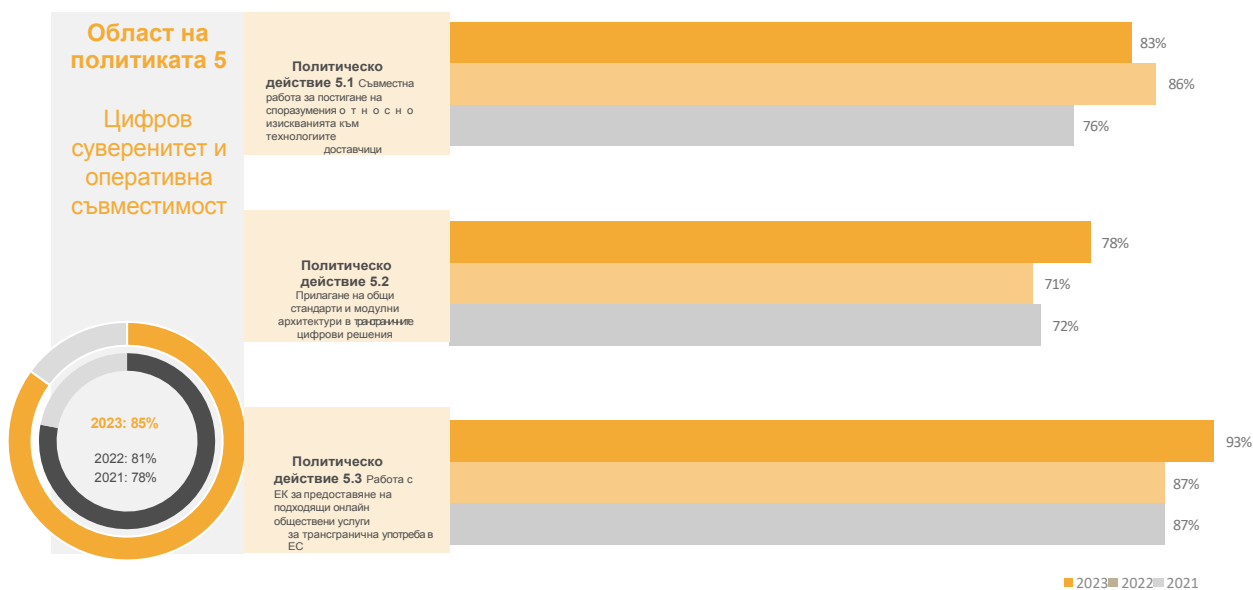 Област на
политиката 5
Цифров
суверенитет и
оперативна
съвместимост
2023: 85%
2022: 81%
2021: 78%
Политическо
действие 5.1 Съвместна
работа за постигане на
споразумения о т н о с н о
изискванията към
технологиите
доставчици
83%
86%
76%
Политическо
действие 5.2
Прилагане на общи
стандарти и модулни
архитектури в трансграничните
цифрови решения
78%
71%
72%
Политическо
действие 5.3 Работа с
ЕК за предоставяне на
подходящи онлайн
обществени услуги
за трансгранична употреба в
ЕС
93%
87%
87%
2023 2022 2021